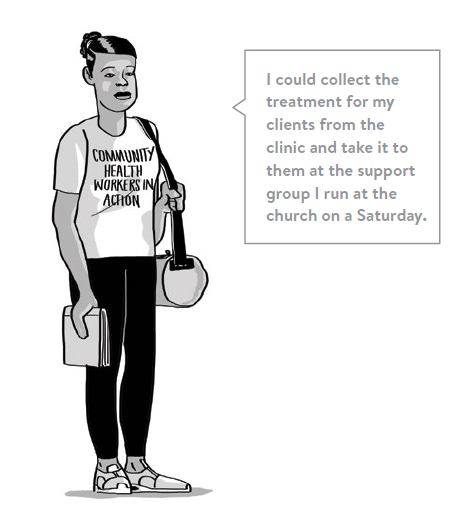 COMMUNITY
HEALTH
WORKERS IN
ACTION
I could collect the
treatment for my
clients from the
clinic and take it to
them at the support
group I run at the
church on a Saturday.